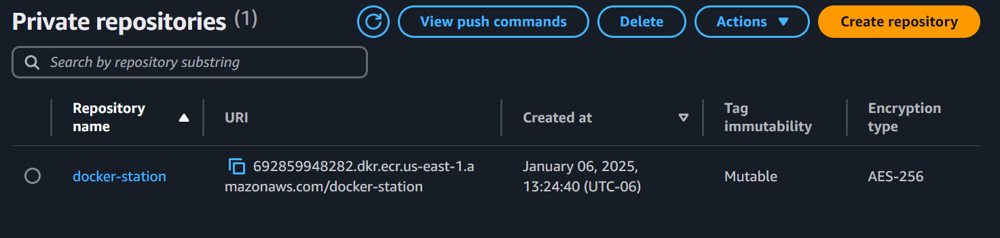 Private repositories (1)
View push commands
Delete
Actions
Create repository
Search by repository substring
Repository
name
URI
Created at
Tag
immutability
Encryption
type
docker-station
692859948282.dkr.ecr.us-east-1.a
mazonaws.com/docker-station
January 06, 2025,
13:24:40 (UTC-06)
Mutable
AES-256